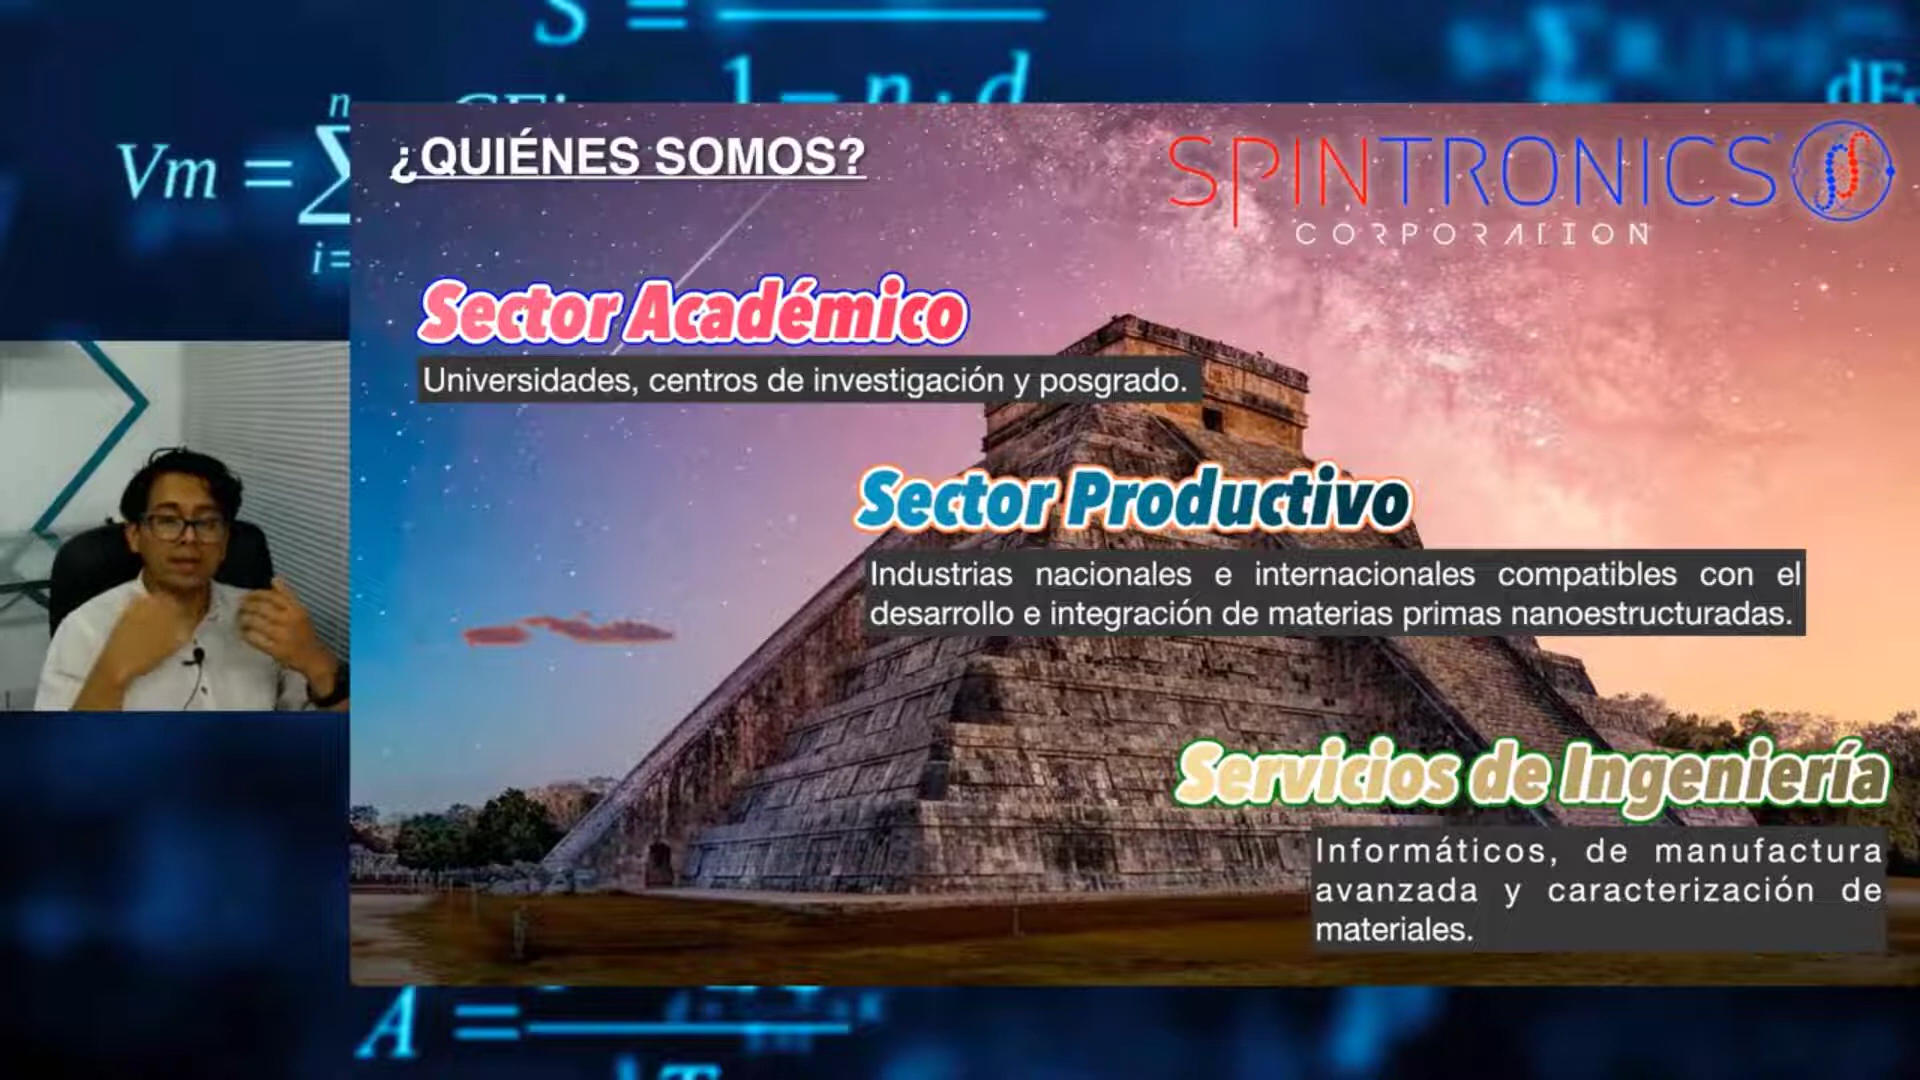 S =
1 - n · d
n
Vm = Σ
i=
¿QUIÉNES SOMOS?
SPINTRONICS
CORPORATION
Sector Académico
Universidades, centros de investigación y posgrado.
Sector Productivo
Industrias nacionales e internacionales compatibles con el
desarrollo e integración de materias primas nanoestructuradas.
Servicios de Ingeniería
Informáticos, de manufactura
avanzada y caracterización de
materiales.
A =